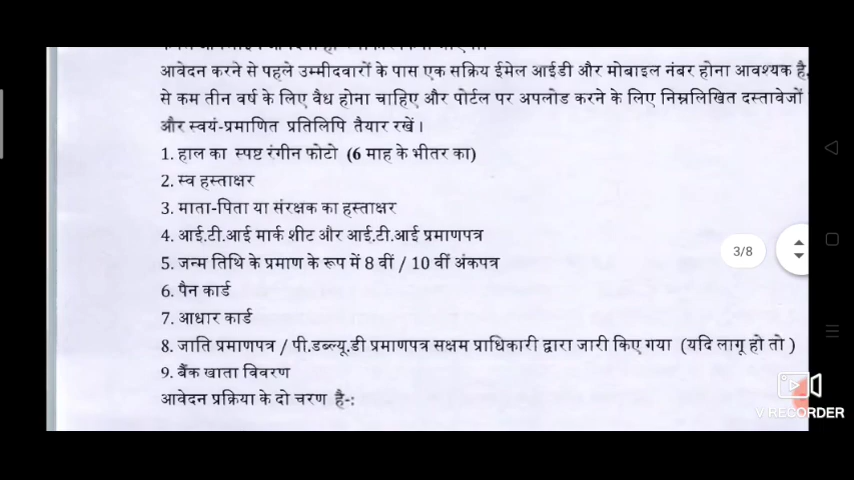 आवेदन करने से पहले उम्मीदवारों के पास एक सक्रिय ईमेल आईडी और मोबाइल नंबर होना आवश्यक है,
से कम तीन वर्ष के लिए वैध होना चाहिए और पोर्टल पर अपलोड करने के लिए निम्नलिखित दस्तावेजों
और स्वयं-प्रमाणित प्रतिलिपि तैयार रखें।
1. हाल का स्पष्ट रंगीन फोटो (6 माह के भीतर का)
2. स्व हस्ताक्षर
3. माता-पिता या संरक्षक का हस्ताक्षर
4. आई.टी.आई मार्क शीट और आई.टी.आई प्रमाणपत्र
5. जन्म तिथि के प्रमाण के रूप में 8 वीं / 10 वीं अंकपत्र
3/8
6. पैन कार्ड
7. आधार कार्ड
8. जाति प्रमाणपत्र / पी.डब्ल्यू.डी प्रमाणपत्र सक्षम प्राधिकारी द्वारा जारी किए गया (यदि लागू हो तो )
9. बैंक खाता विवरण
आवेदन प्रक्रिया के दो चरण है-:
V RECORDER